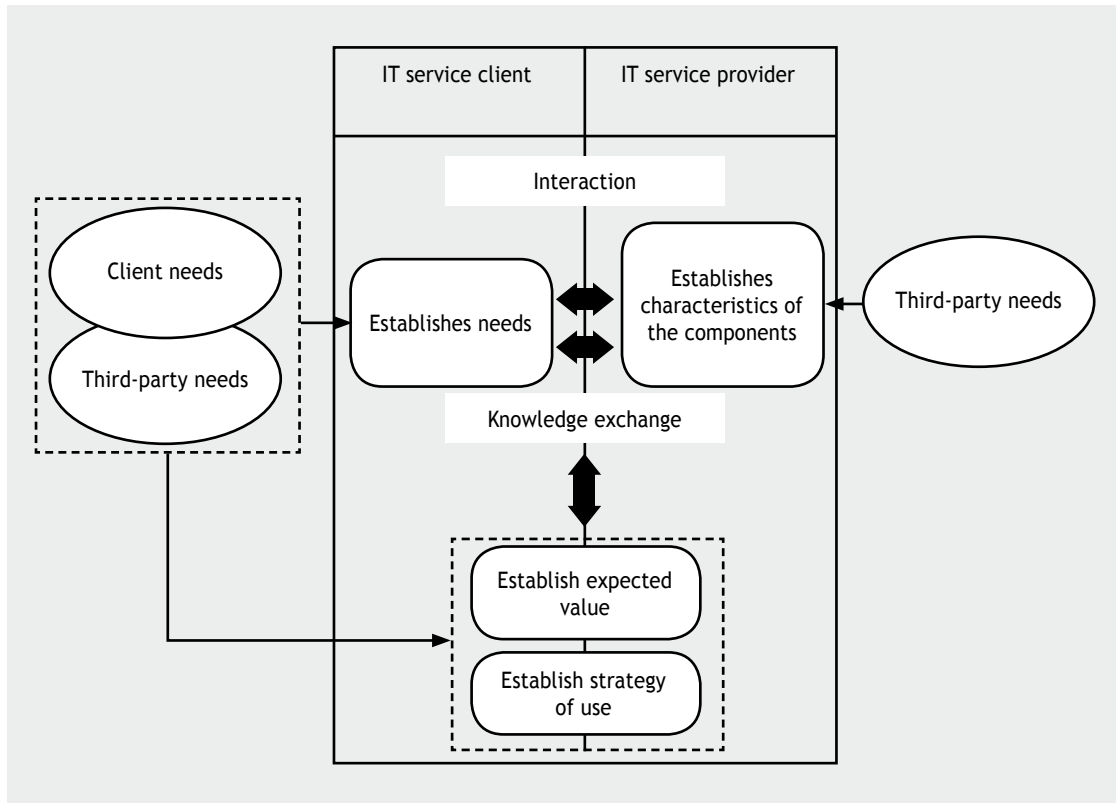 IT service client
IT service provider
Interaction
Client needs
Third-party needs
Establishes needs
Establishes
characteristics of
the components
Third-party needs
Knowledge exchange
Establish expected
value
Establish strategy
of use